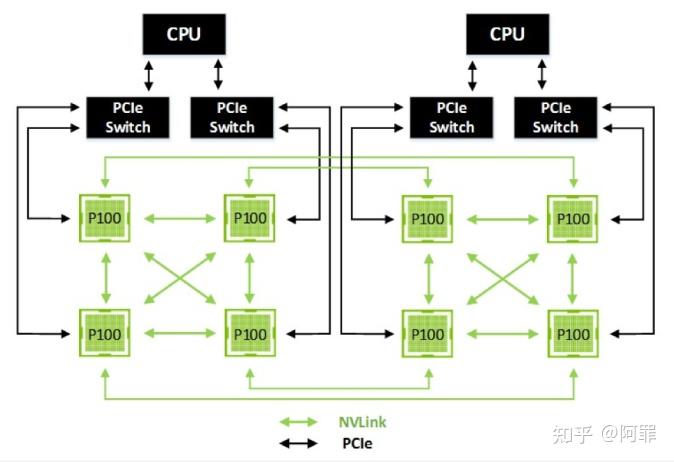 CPU
CPU
PCIe
Switch
PCIe
Switch
PCIe
Switch
PCIe
Switch
P100
P100
P100
P100
P100
P100
P100
P100
NVLink
PCIe
知乎 @阿罪